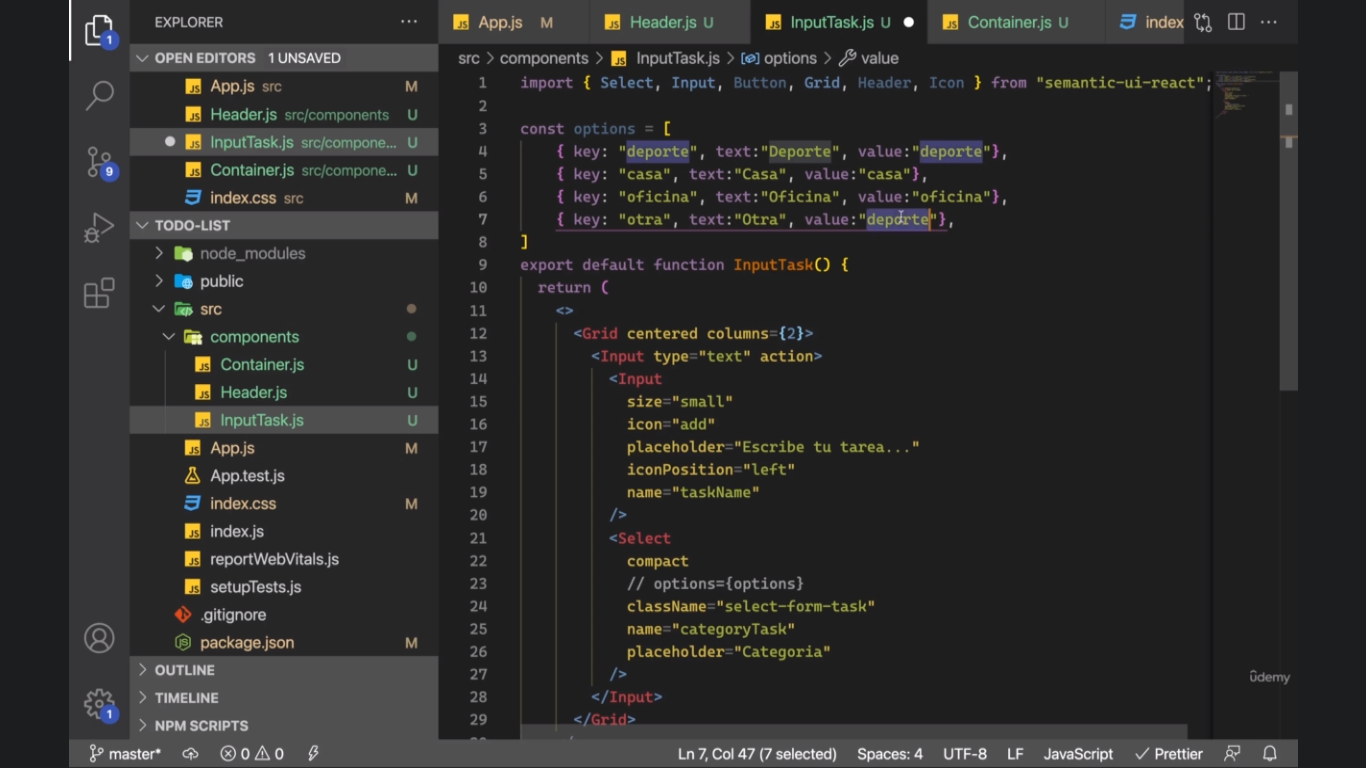 EXPLORER ...
OPEN EDITORS 1 UNSAVED
App.js src M
Header.js src/components U
InputTask.js src/compone... U
Container.js src/compone... U
index.css src
TODO-LIST
node_modules
public
src
components
Container.js U
Header.js U
InputTask.js U
App.js M
App.test.js
index.css M
index.js
reportWebVitals.js
setupTests.js
.gitignore
package.json M
OUTLINE
TIMELINE
NPM SCRIPTS
1
9
1
App.js M Header.js U InputTask.js U Container.js U index
src > components > InputTask.js > options > value
1 import { Select, Input, Button, Grid, Header, Icon } from "semantic-ui-react";
2
3 const options = [
4 { key: "deporte", text:"Deporte", value:"deporte"},
5 { key: "casa", text:"Casa", value:"casa"},
6 { key: "oficina", text:"Oficina", value:"oficina"},
7 { key: "otra", text:"Otra", value:"deporte"},
8 ]
9 export default function InputTask() {
10 return (
11 <>
12 <Grid centered columns={2}>
13 <Input type="text" action>
14 <Input
15 size="small"
16 icon="add"
17 placeholder="Escribe tu tarea..."
18 iconPosition="left"
19 name="taskName"
20 />
21 <Select
22 compact
23 // options={options}
24 className="select-form-task"
25 name="categoryTask"
26 placeholder="Categoria"
27 />
28 </Input>
29 </Grid>
ûdemy
master* 0 0 Ln 7, Col 47 (7 selected) Spaces: 4 UTF-8 LF JavaScript Prettier